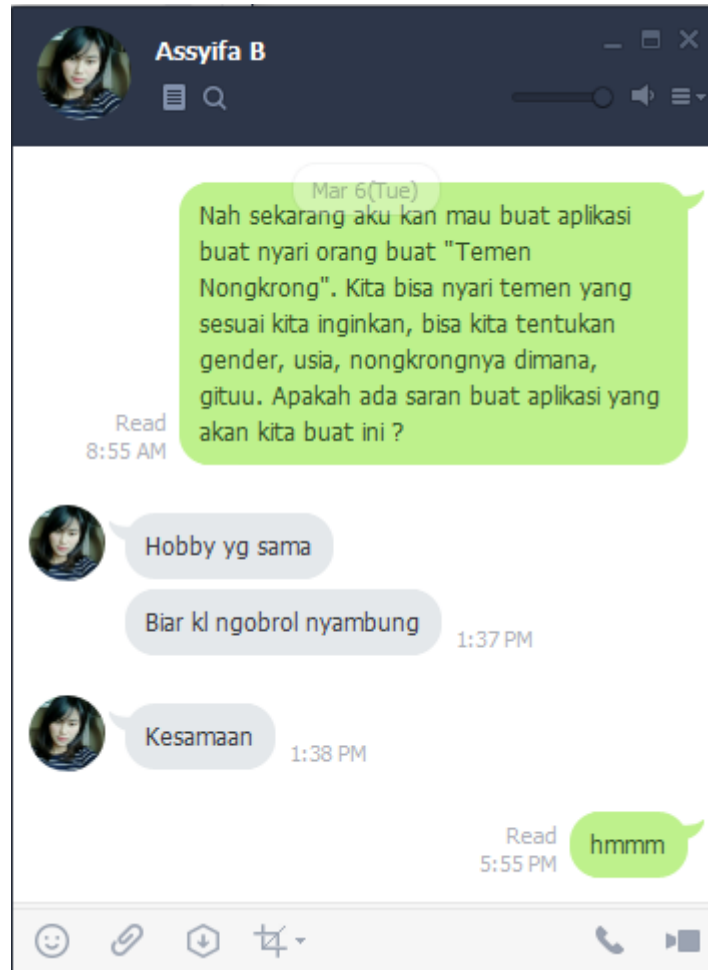 Assyifa B
Mar 6(Tue)
Nah sekarang aku kan mau buat aplikasi
buat nyari orang buat "Temen
Nongkrong". Kita bisa nyari temen yang
sesuai kita inginkan, bisa kita tentukan
gender, usia, nongkrongnya dimana,
gituu. Apakah ada saran buat aplikasi yang
akan kita buat ini ?
Read
8:55 AM
Hobby yg sama
Biar kl ngobrol nyambung
1:37 PM
Kesamaan
1:38 PM
Read
5:55 PM
hmmm